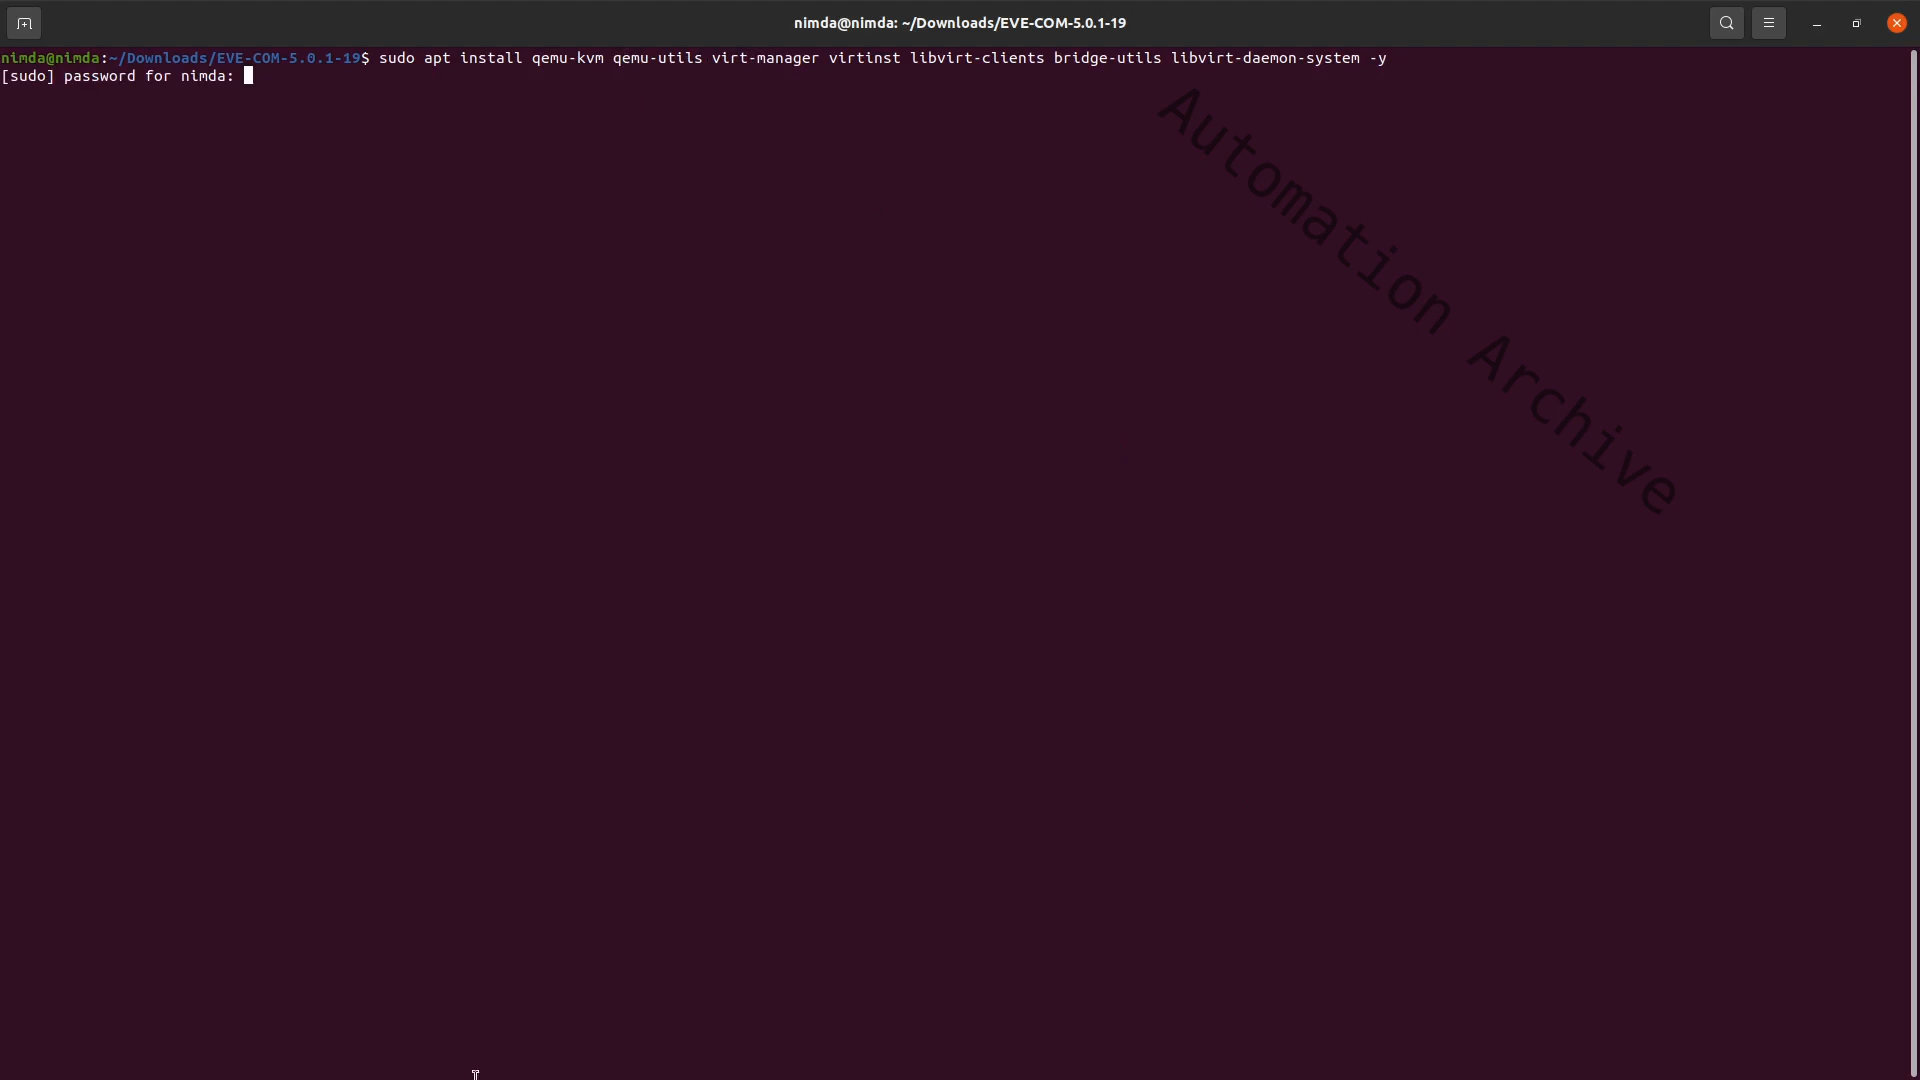 nimda@nimda: ~/Downloads/EVE-COM-5.0.1-19
nimda@nimda:~/Downloads/EVE-COM-5.0.1-19$ sudo apt install qemu-kvm qemu-utils virt-manager virtinst libvirt-clients bridge-utils libvirt-daemon-system -y
[sudo] password for nimda:
Automation Archive